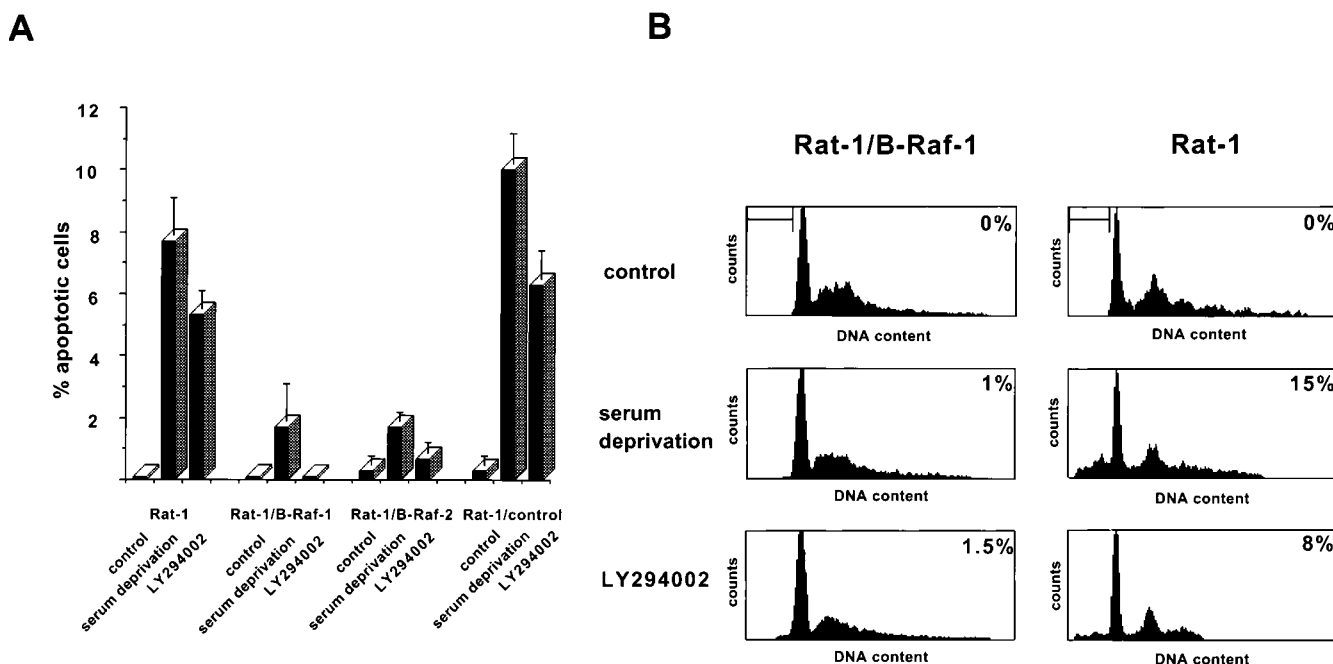 A
% apoptotic cells
12
10
8
6
4
2
Rat-1
Rat-1/B-Raf-1
Rat-1/B-Raf-2
Rat-1/control
control
serum deprivation
LY294002
control
serum deprivation
LY294002
control
serum deprivation
LY294002
control
serum deprivation
LY294002
B
Rat-1/B-Raf-1
Rat-1
control
counts
0%
DNA content
counts
0%
DNA content
serum
deprivation
counts
1%
DNA content
counts
15%
DNA content
LY294002
counts
1.5%
DNA content
counts
8%
DNA content